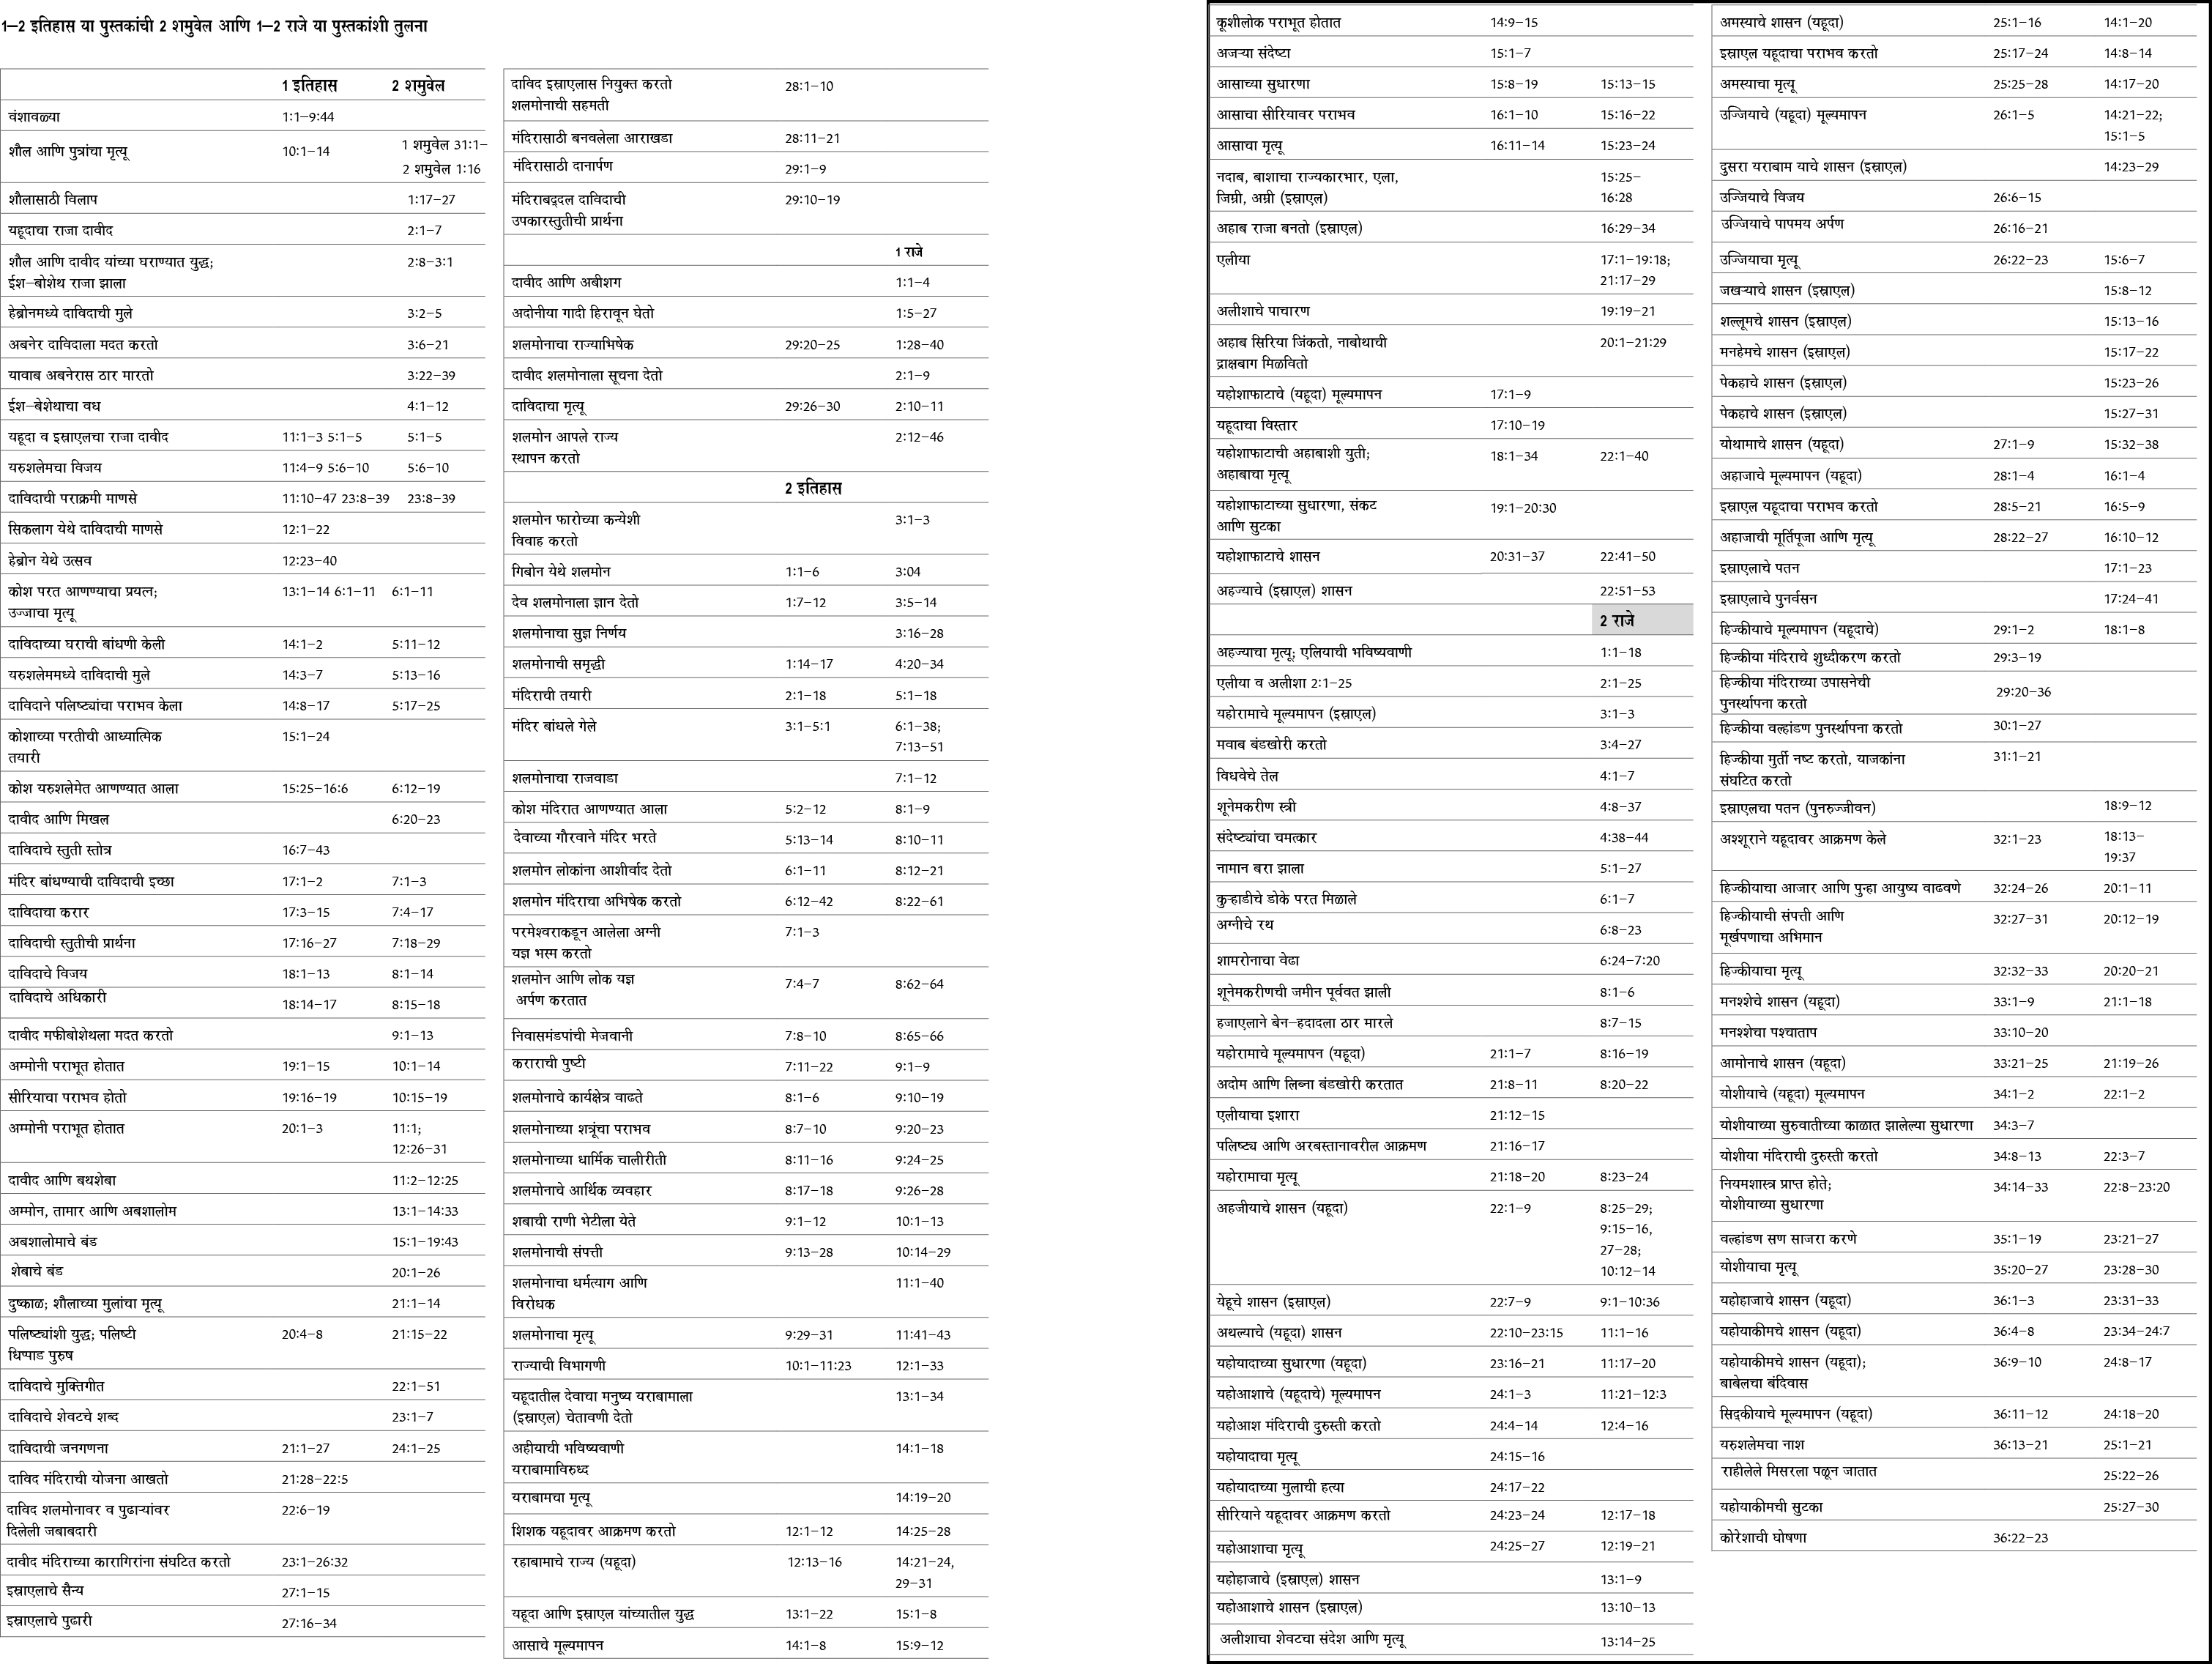 1–2 इतिहास या पुस्तकांची 2 शमुवेल आणि 1–2 राजे या पुस्तकांशी तुलना
1 इतिहास 2 शमुवेल
वंशावळ्या 1:1–9:44
शौल आणि पुत्रांचा मृत्यू 10:1–14 1 शमुवेल 31:1–
2 शमुवेल 1:16
शौलासाठी विलाप 1:17–27
यहूदाचा राजा दावीद 2:1–7
शौल आणि दावीद यांच्या घराण्यात युद्ध; 2:8–3:1
ईश–बोशेथ राजा झाला
हेब्रोनमध्ये दाविदाची मुले 3:2–5
अबनेर दाविदाला मदत करतो 3:6–21
यावाब अबनेरास ठार मारतो 3:22–39
ईश–बेशेथाचा वध 4:1–12
यहूदा व इस्राएलचा राजा दावीद 11:1–3 5:1–5 5:1–5
यरुशलेमचा विजय 11:4–9 5:6–10 5:6–10
दाविदाची पराक्रमी माणसे 11:10–47 23:8–39 23:8–39
सिकलाग येथे दाविदाची माणसे 12:1–22
हेब्रोन येथे उत्सव 12:23–40
कोश परत आणण्याचा प्रयत्न; 13:1–14 6:1–11 6:1–11
उज्जाचा मृत्यू
दाविदाच्या घराची बांधणी केली 14:1–2 5:11–12
यरुशलेममध्ये दाविदाची मुले 14:3–7 5:13–16
दाविदाने पलिष्ट्यांचा पराभव केला 14:8–17 5:17–25
कोशाच्या परतीची आध्यात्मिक 15:1–24
तयारी
कोश यरुशलेमेत आणण्यात आला 15:25–16:6 6:12–19
दावीद आणि मिखल 6:20–23
दाविदाचे स्तुती स्तोत्र 16:7–43
मंदिर बांधण्याची दाविदाची इच्छा 17:1–2 7:1–3
दाविदाचा करार 17:3–15 7:4–17
दाविदाची स्तुतीची प्रार्थना 17:16–27 7:18–29
दाविदाचे विजय 18:1–13 8:1–14
दाविदाचे अधिकारी 18:14–17 8:15–18
दावीद मफीबोशेथला मदत करतो 9:1–13
अम्मोनी पराभूत होतात 19:1–15 10:1–14
सीरियाचा पराभव होतो 19:16–19 10:15–19
अम्मोनी पराभूत होतात 20:1–3 11:1;
12:26–31
दावीद आणि बथशेबा 11:2–12:25
अम्मोन, तामार आणि अबशालोम 13:1–14:33
अबशालोमाचे बंड 15:1–19:43
शेबाचे बंड 20:1–26
दुष्काळ; शौलाच्या मुलांचा मृत्यू 21:1–14
पलिष्ट्यांशी युद्ध; पलिष्टी 20:4–8 21:15–22
धिप्पाड पुरुष
दाविदाचे मुक्तिगीत 22:1–51
दाविदाचे शेवटचे शब्द 23:1–7
दाविदाची जनगणना 21:1–27 24:1–25
दाविद मंदिराची योजना आखतो 21:28–22:5
दाविद शलमोनावर व पुढाऱ्यांवर 22:6–19
दिलेली जबाबदारी
दावीद मंदिराच्या कारागिरांना संघटित करतो 23:1–26:32
इस्राएलाचे सैन्य 27:1–15
इस्राएलाचे पुढारी 27:16–34
दाविद इस्राएलास नियुक्त करतो 28:1–10
शलमोनाची सहमती
मंदिरासाठी बनवलेला आराखडा 28:11–21
मंदिरासाठी दानार्पण 29:1–9
मंदिराबद्दल दाविदाची 29:10–19
उपकारस्तुतीची प्रार्थना
1 राजे
दावीद आणि अबीशग 1:1–4
अदोनीया गादी हिरावून घेतो 1:5–27
शलमोनाचा राज्याभिषेक 29:20–25 1:28–40
दावीद शलमोनाला सूचना देतो 2:1–9
दाविदाचा मृत्यू 29:26–30 2:10–11
शलमोन आपले राज्य 2:12–46
स्थापन करतो
2 इतिहास
शलमोन फारोच्या कन्येशी 3:1–3
विवाह करतो
गिबोन येथे शलमोन 1:1–6 3:04
देव शलमोनाला ज्ञान देतो 1:7–12 3:5–14
शलमोनाचा सुज्ञ निर्णय 3:16–28
शलमोनाची समृद्धी 1:14–17 4:20–34
मंदिराची तयारी 2:1–18 5:1–18
मंदिर बांधले गेले 3:1–5:1 6:1–38;
7:13–51
शलमोनाचा राजवाडा 7:1–12
कोश मंदिरात आणण्यात आला 5:2–12 8:1–9
देवाच्या गौरवाने मंदिर भरते 5:13–14 8:10–11
शलमोन लोकांना आशीर्वाद देतो 6:1–11 8:12–21
शलमोन मंदिराचा अभिषेक करतो 6:12–42 8:22–61
परमेश्वराकडून आलेला अग्नी 7:1–3
यज्ञ भस्म करतो
शलमोन आणि लोक यज्ञ 7:4–7 8:62–64
अर्पण करतात
निवासमंडपांची मेजवानी 7:8–10 8:65–66
कराराची पुष्टी 7:11–22 9:1–9
शलमोनाचे कार्यक्षेत्र वाढते 8:1–6 9:10–19
शलमोनाच्या शत्रूंचा पराभव 8:7–10 9:20–23
शलमोनाच्या धार्मिक चालीरीती 8:11–16 9:24–25
शलमोनाचे आर्थिक व्यवहार 8:17–18 9:26–28
शबाची राणी भेटीला येते 9:1–12 10:1–13
शलमोनाची संपत्ती 9:13–28 10:14–29
शलमोनाचा धर्मत्याग आणि 11:1–40
विरोधक
शलमोनाचा मृत्यू 9:29–31 11:41–43
राज्याची विभागणी 10:1–11:23 12:1–33
यहूदातील देवाचा मनुष्य यराबामाला 13:1–34
(इस्राएल) चेतावणी देतो
अहीयाची भविष्यवाणी 14:1–18
यराबामाविरुध्द
यराबामचा मृत्यू 14:19–20
शिशक यहूदावर आक्रमण करतो 12:1–12 14:25–28
रहाबामाचे राज्य (यहूदा) 12:13–16 14:21–24,
29–31
यहूदा आणि इस्राएल यांच्यातील युद्ध 13:1–22 15:1–8
आसाचे मूल्यमापन 14:1–8 15:9–12
कूशीलोक पराभूत होतात 14:9–15
अजऱ्या संदेष्टा 15:1–7
आसाच्या सुधारणा 15:8–19 15:13–15
आसाचा सीरियावर पराभव 16:1–10 15:16–22
आसाचा मृत्यू 16:11–14 15:23–24
नदाब, बाशाचा राज्यकारभार, एला, 15:25–
जिम्री, अम्री (इस्राएल) 16:28
अहाब राजा बनतो (इस्राएल) 16:29–34
एलीया 17:1–19:18;
21:17–29
अलीशाचे पाचारण 19:19–21
अहाब सिरिया जिंकतो, नाबोथाची 20:1–21:29
द्राक्षबाग मिळवितो
यहोशाफाटाचे (यहूदा) मूल्यमापन 17:1–9
यहूदाचा विस्तार 17:10–19
यहोशाफाटाची अहाबाशी युती; 18:1–34 22:1–40
अहाबाचा मृत्यू
यहोशाफाटाच्या सुधारणा, संकट 19:1–20:30
आणि सुटका
यहोशाफाटाचे शासन 20:31–37 22:41–50
अहज्याचे (इस्राएल) शासन 22:51–53
2 राजे
अहज्याचा मृत्यू; एलियाची भविष्यवाणी 1:1–18
एलीया व अलीशा 2:1–25 2:1–25
यहोरामाचे मूल्यमापन (इस्राएल) 3:1–3
मवाब बंडखोरी करतो 3:4–27
विधवेचे तेल 4:1–7
शूनेमकरीण स्त्री 4:8–37
संदेष्ट्यांचा चमत्कार 4:38–44
नामान बरा झाला 5:1–27
कुऱ्हाडीचे डोके परत मिळाले 6:1–7
अग्नीचे रथ 6:8–23
शामरोनाचा वेढा 6:24–7:20
शूनेमकरीणची जमीन पूर्ववत झाली 8:1–6
हजाएलाने बेन–हदादला ठार मारले 8:7–15
यहोरामाचे मूल्यमापन (यहूदा) 21:1–7 8:16–19
अदोम आणि लिब्ना बंडखोरी करतात 21:8–11 8:20–22
एलीयाचा इशारा 21:12–15
पलिष्ट्य आणि अरबस्तानावरील आक्रमण 21:16–17
यहोरामाचा मृत्यू 21:18–20 8:23–24
अहजीयाचे शासन (यहूदा) 22:1–9 8:25–29;
9:15–16,
27–28;
10:12–14
येहूचे शासन (इस्राएल) 22:7–9 9:1–10:36
अथल्याचे (यहूदा) शासन 22:10–23:15 11:1–16
यहोयादाच्या सुधारणा (यहूदा) 23:16–21 11:17–20
यहोआशाचे (यहूदाचे) मूल्यमापन 24:1–3 11:21–12:3
यहोआश मंदिराची दुरुस्ती करतो 24:4–14 12:4–16
यहोयादाचा मृत्यू 24:15–16
यहोयादाच्या मुलाची हत्या 24:17–22
सीरियाने यहूदावर आक्रमण करतो 24:23–24 12:17–18
यहोआशाचा मृत्यू 24:25–27 12:19–21
यहोहाजाचे (इस्राएल) शासन 13:1–9
यहोआशाचे शासन (इस्राएल) 13:10–13
अलीशाचा शेवटचा संदेश आणि मृत्यू 13:14–25
अमस्याचे शासन (यहूदा) 25:1–16 14:1–20
इस्राएल यहूदाचा पराभव करतो 25:17–24 14:8–14
अमस्याचा मृत्यू 25:25–28 14:17–20
उज्जियाचे (यहूदा) मूल्यमापन 26:1–5 14:21–22;
15:1–5
दुसरा यराबाम याचे शासन (इस्राएल) 14:23–29
उज्जियाचे विजय 26:6–15
उज्जियाचे पापमय अर्पण 26:16–21
उज्जियाचा मृत्यू 26:22–23 15:6–7
जखऱ्याचे शासन (इस्राएल) 15:8–12
शल्लूमचे शासन (इस्राएल) 15:13–16
मनहेमचे शासन (इस्राएल) 15:17–22
पेकहाचे शासन (इस्राएल) 15:23–26
पेकहाचे शासन (इस्राएल) 15:27–31
योथामाचे शासन (यहूदा) 27:1–9 15:32–38
अहाजाचे मूल्यमापन (यहूदा) 28:1–4 16:1–4
इस्राएल यहूदाचा पराभव करतो 28:5–21 16:5–9
अहाजाची मूर्तिपूजा आणि मृत्यू 28:22–27 16:10–12
इस्राएलाचे पतन 17:1–23
इस्राएलाचे पुनर्वसन 17:24–41
हिज्कीयाचे मूल्यमापन (यहूदाचे) 29:1–2 18:1–8
हिज्कीया मंदिराचे शुध्दीकरण करतो 29:3–19
हिज्कीया मंदिराच्या उपासनेची 29:20–36
पुनर्स्थापना करतो
हिज्कीया वल्हांडण पुनर्स्थापना करतो 30:1–27
हिज्कीया मुर्ती नष्ट करतो, याजकांना 31:1–21
संघटित करतो
इस्राएलचा पतन (पुनरुज्जीवन) 18:9–12
अश्शूराने यहूदावर आक्रमण केले 32:1–23 18:13–
19:37
हिज्कीयाचा आजार आणि पुन्हा आयुष्य वाढवणे 32:24–26 20:1–11
हिज्कीयाची संपत्ती आणि 32:27–31 20:12–19
मूर्खपणाचा अभिमान
हिज्कीयाचा मृत्यू 32:32–33 20:20–21
मनश्शेचे शासन (यहूदा) 33:1–9 21:1–18
मनश्शेचा पश्चाताप 33:10–20
आमोनाचे शासन (यहूदा) 33:21–25 21:19–26
योशीयाचे (यहूदा) मूल्यमापन 34:1–2 22:1–2
योशीयाच्या सुरुवातीच्या काळात झालेल्या सुधारणा 34:3–7
योशीया मंदिराची दुरुस्ती करतो 34:8–13 22:3–7
नियमशास्त्र प्राप्त होते; 34:14–33 22:8–23:20
योशीयाच्या सुधारणा
वल्हांडण सण साजरा करणे 35:1–19 23:21–27
योशीयाचा मृत्यू 35:20–27 23:28–30
यहोहाजाचे शासन (यहूदा) 36:1–3 23:31–33
यहोयाकीमचे शासन (यहूदा) 36:4–8 23:34–24:7
यहोयाकीमचे शासन (यहूदा); 36:9–10 24:8–17
बाबेलचा बंदिवास
सिद्कीयाचे मूल्यमापन (यहूदा) 36:11–12 24:18–20
यरुशलेमचा नाश 36:13–21 25:1–21
राहीलेले मिसरला पळून जातात 25:22–26
यहोयाकीमची सुटका 25:27–30
कोरेशाची घोषणा 36:22–23